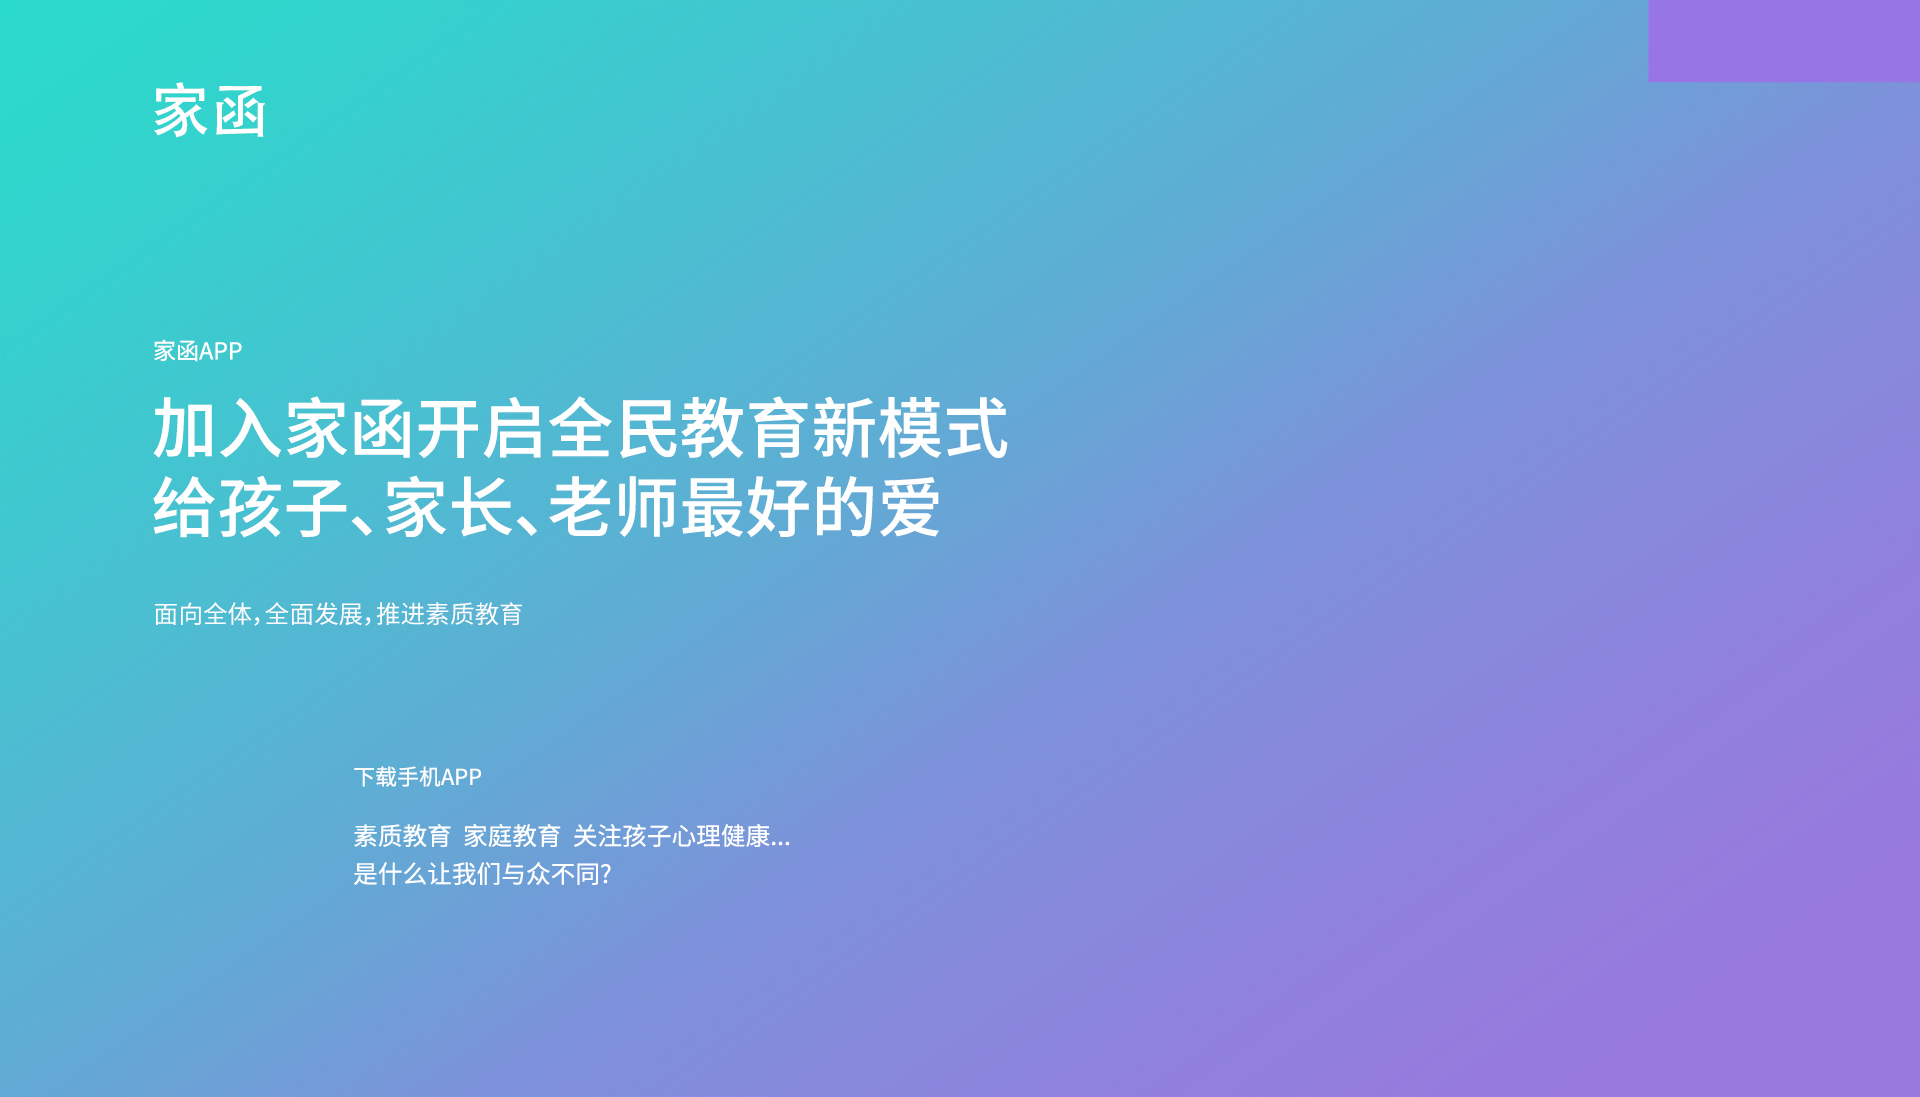 家函
家函APP
加入家函开启全民教育新模式
给孩子、家长、老师最好的爱
面向全体，全面发展，推进素质教育
下载手机APP
素质教育 家庭教育 关注孩子心理健康...
是什么让我们与众不同?